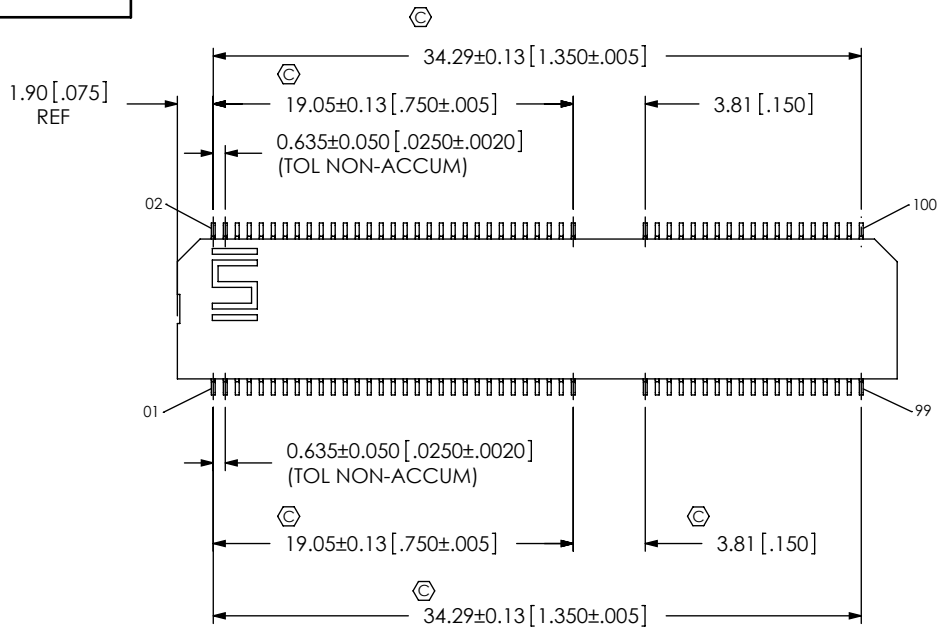 C
34.29±0.13 [1.350±.005]
C
1.90 [.075]
REF
19.05±0.13 [.750±.005]
3.81 [.150]
0.635±0.050 [.0250±.0020]
(TOL NON-ACCUM)
02
100
01
99
0.635±0.050 [.0250±.0020]
(TOL NON-ACCUM)
C
C
19.05±0.13 [.750±.005]
3.81 [.150]
C
34.29±0.13 [1.350±.005]